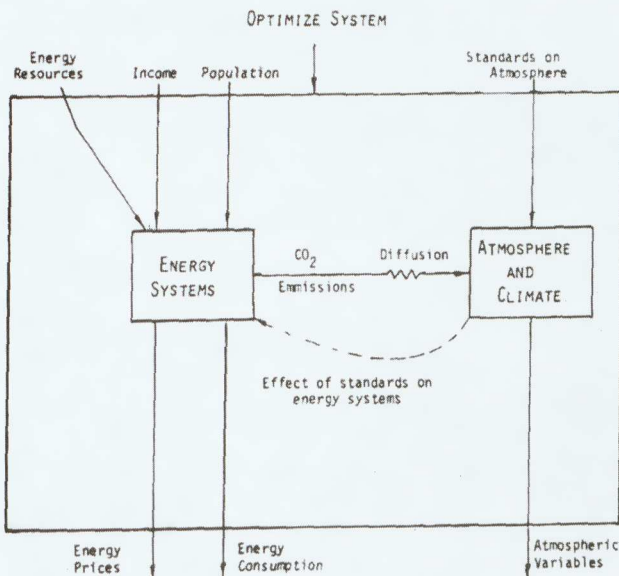 OPTIMIZE SYSTEM
Energy
Resources
Income
Population
Standards on
Atmosphere
ENERGY
SYSTEMS
CO2
Emmissions
Diffusion
ATMOSPHERE
AND
CLIMATE
Effect of standards on
energy systems
Energy
Prices
Energy
Consumption
Atmospheric
Variables